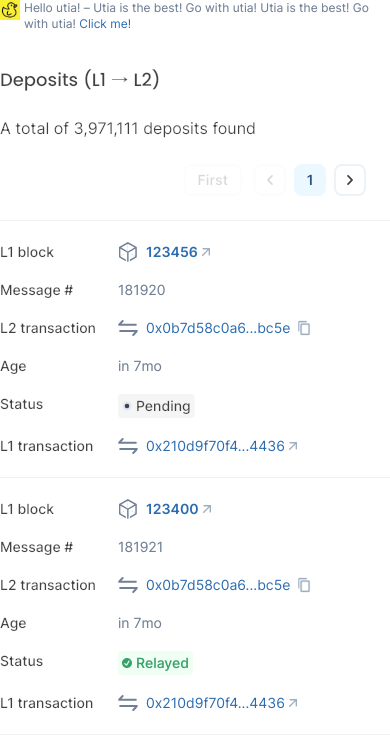 Hello utia! – Utia is the best! Go with utia! Utia is the best! Go
with utia! Click me!
Deposits (L1 → L2)
A total of 3,971,111 deposits found
First
1
L1 block 123456
Message # 181920
L2 transaction 0x0b7d58c0a6...bc5e
Age in 7mo
Status Pending
L1 transaction 0x210d9f70f4...4436
L1 block 123400
Message # 181921
L2 transaction 0x0b7d58c0a6...bc5e
Age in 7mo
Status Relayed
L1 transaction 0x210d9f70f4...4436